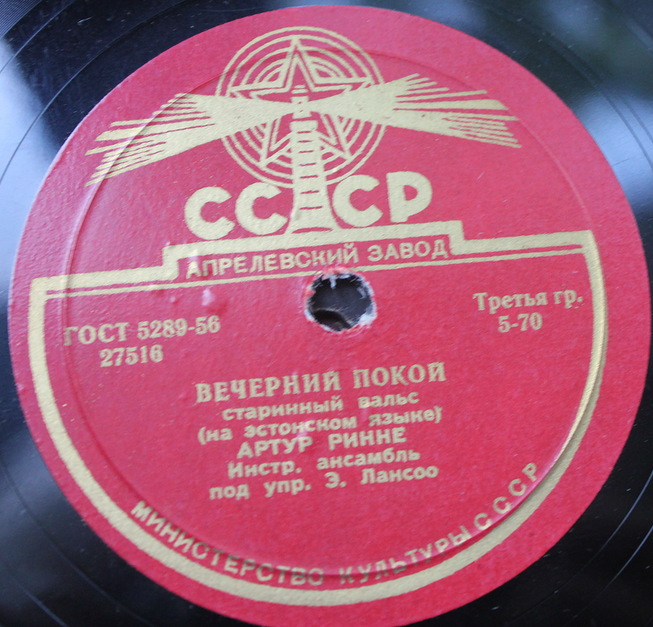 СССР
АПРЕЛЕВСКИЙ ЗАВОД
ГОСТ 5289-56
27516
Третья гр.
5-70
ВЕЧЕРНИЙ ПОКОЙ
старинный вальс
(на эстонском языке)
АРТУР РИННЕ
Инстр. ансамбль
под упр. Э. Лансоо
МИНИСТЕРСТВО КУЛЬТУРЫ СССР